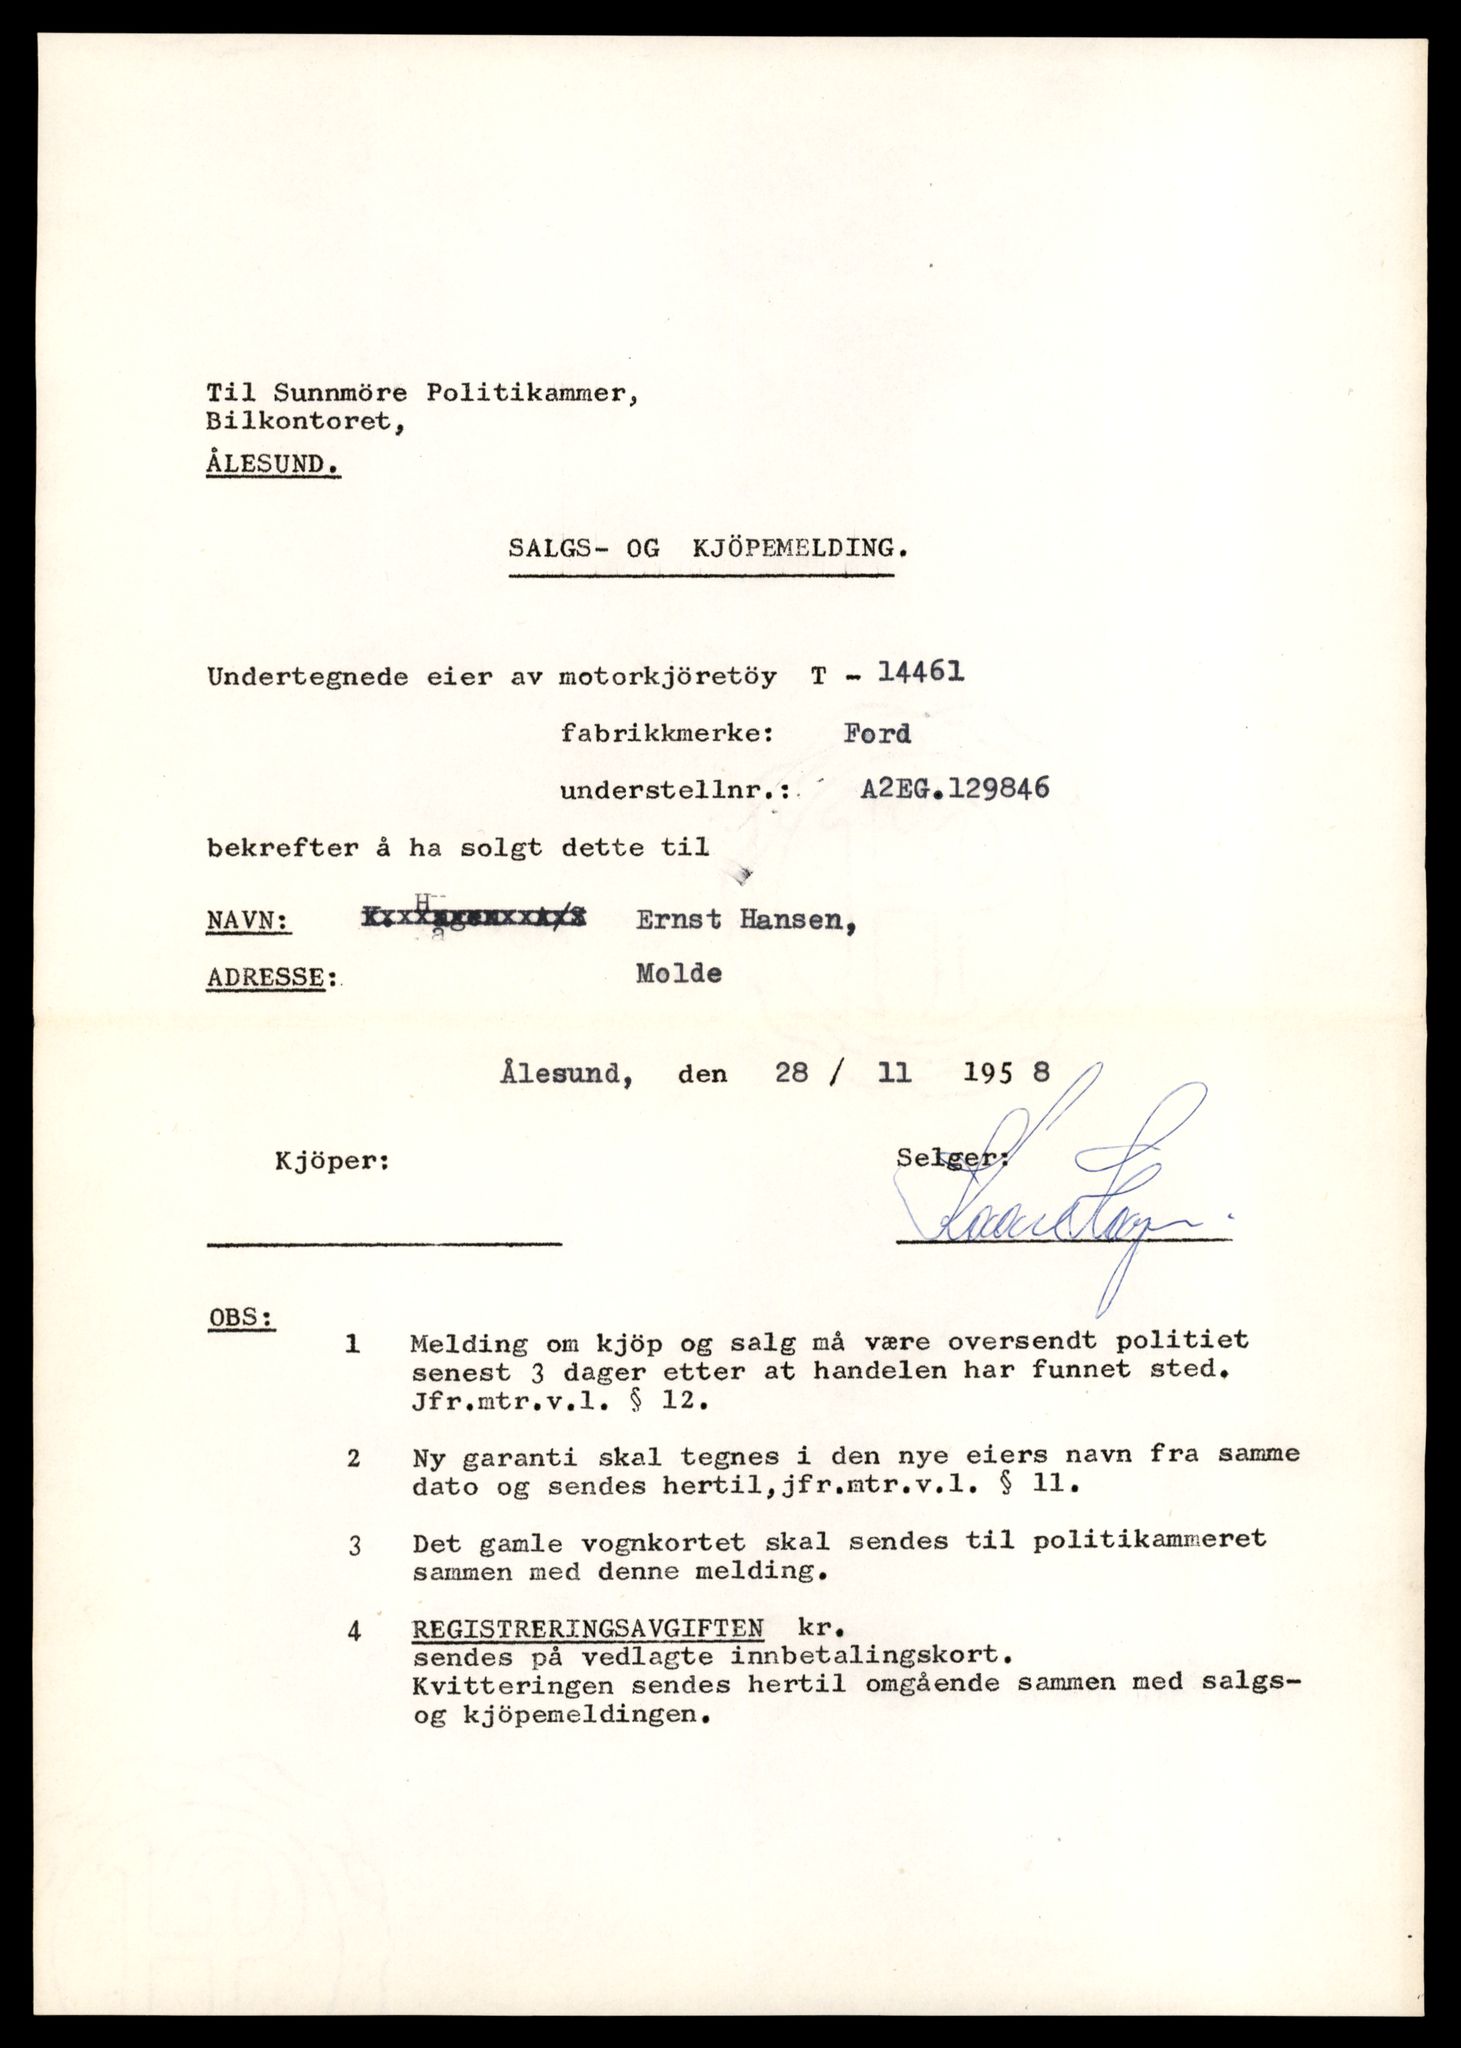 Til Sunnmöre Politikammer,
Bilkontoret,
ÅLESUND.
SALGS- OG KJÖPEMELDING.
Undertegnede eier av motorkjöretöy T - 14461
fabrikkmerke: Ford
understellnr.: A2EG.129846
bekrefter å ha solgt dette til
NAVN: Ernst Hansen,
ADRESSE: Molde
Ålesund, den 28 / 11 1958
Kjöper: Selger:
OBS:
1 Melding om kjöp og salg må være oversendt politiet
senest 3 dager etter at handelen har funnet sted.
Jfr.mtr.v.l. § 12.
2 Ny garanti skal tegnes i den nye eiers navn fra samme
dato og sendes hertil,jfr.mtr.v.l. § 11.
3 Det gamle vognkortet skal sendes til politikammeret
sammen med denne melding.
4 REGISTRERINGSAVGIFTEN kr.
sendes på vedlagte innbetalingskort.
Kvitteringen sendes hertil omgående sammen med salgs-
og kjöpemeldingen.